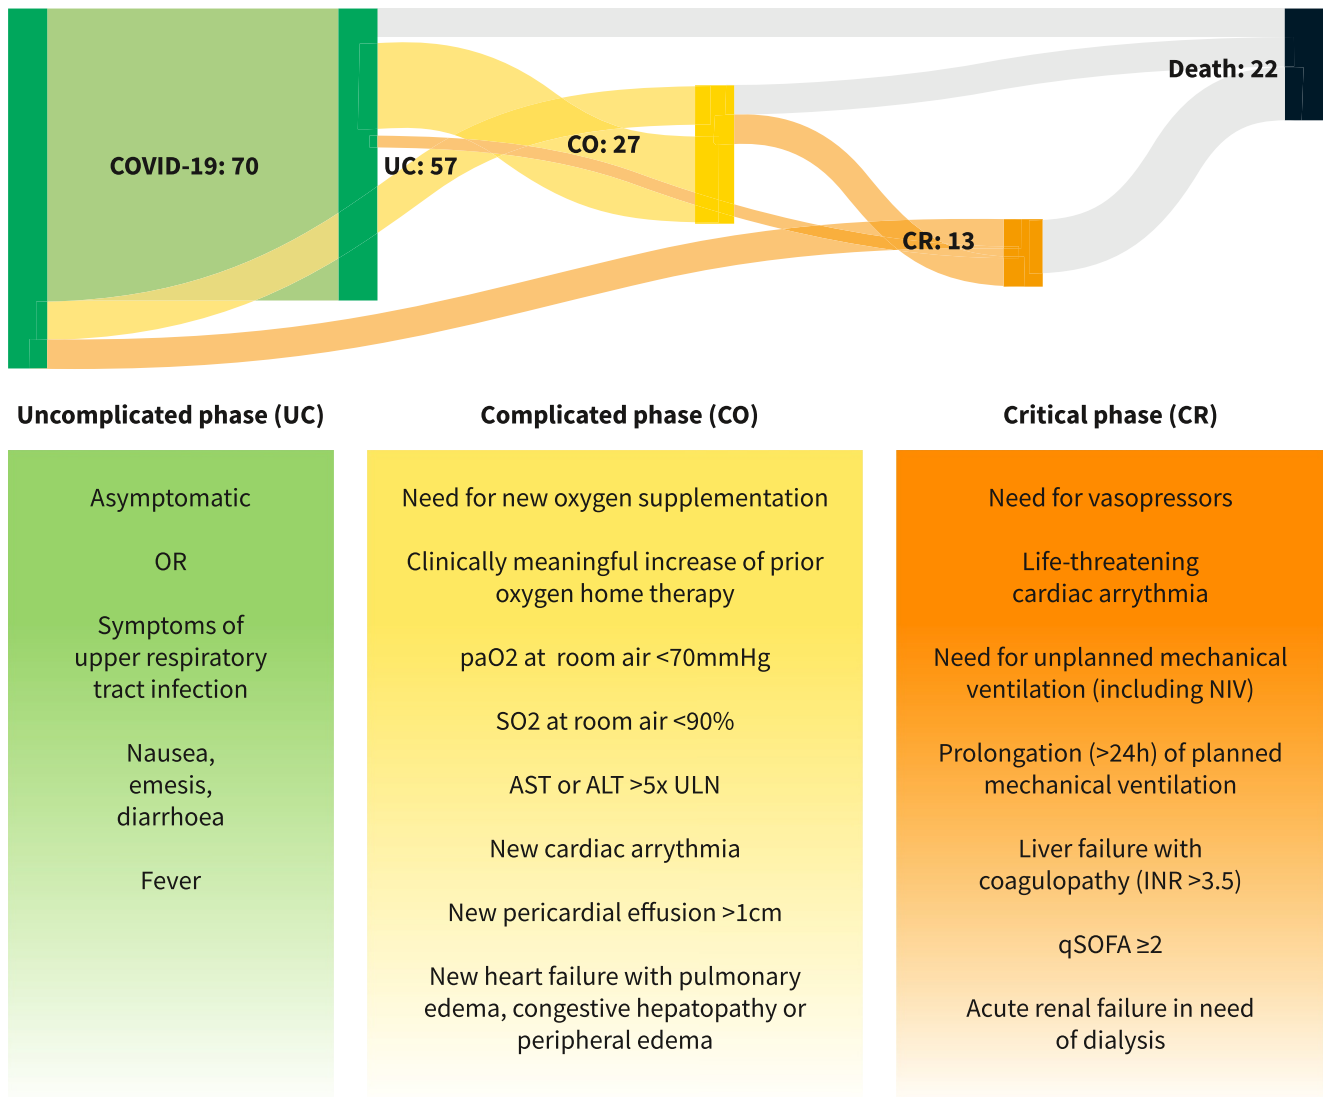 Death: 22
CO: 27
COVID-19: 70
UC: 57
CR: 13
Uncomplicated phase (UC)
Complicated phase (CO)
Critical phase (CR)
Asymptomatic
OR
Symptoms of
upper respiratory
tract infection
Nausea,
emesis,
diarrhoea
Fever
Need for new oxygen supplementation
Clinically meaningful increase of prior
oxygen home therapy
paO2 at room air <70mmHg
SO2 at room air <90%
AST or ALT >5x ULN
New cardiac arrythmia
New pericardial effusion >1cm
New heart failure with pulmonary
edema, congestive hepatopathy or
peripheral edema
Need for vasopressors
Life-threatening
cardiac arrythmia
Need for unplanned mechanical
ventilation (including NIV)
Prolongation (>24h) of planned
mechanical ventilation
Liver failure with
coagulopathy (INR >3.5)
qSOFA ≥2
Acute renal failure in need
of dialysis